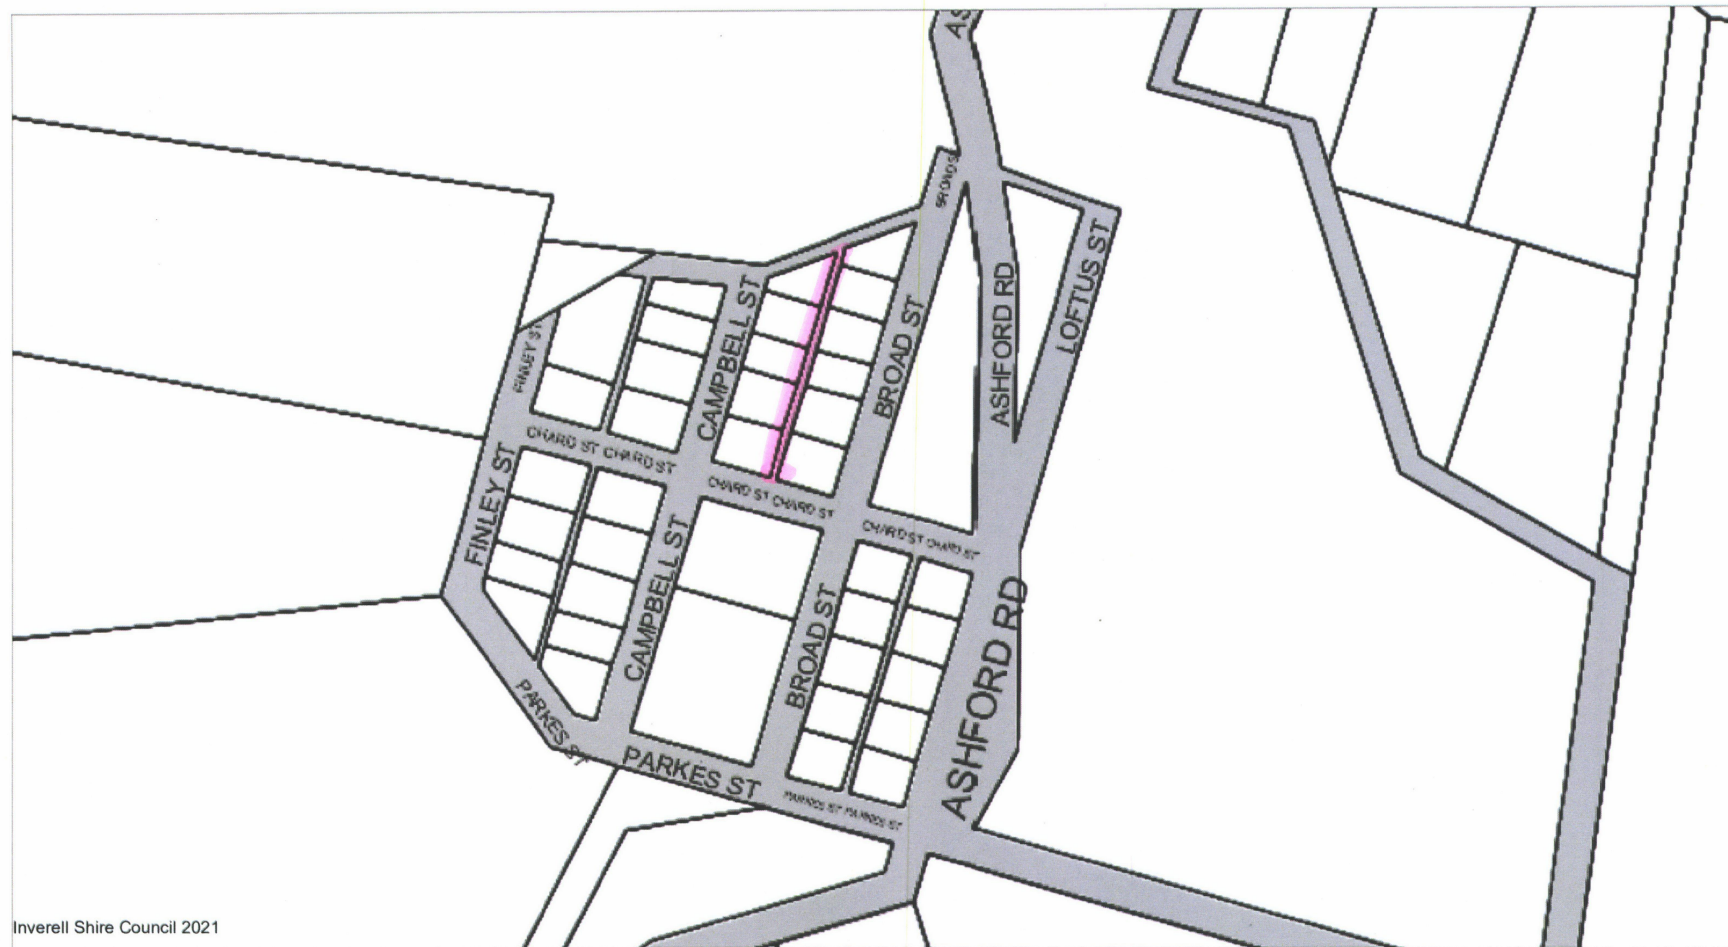 AS
BROAD S
LOFTUS ST
CAMPBELL ST
ASHFORD RD
BROAD ST
FINLEY ST
CHARD ST CHARD ST
FINLEY ST
CHARD ST CHARD ST
CHARD ST CHARD ST
CAMPBELL ST
BROAD ST
ASHFORD RD
PARKES ST
PARKES ST
PARKES ST PARKES ST
Inverell Shire Council 2021